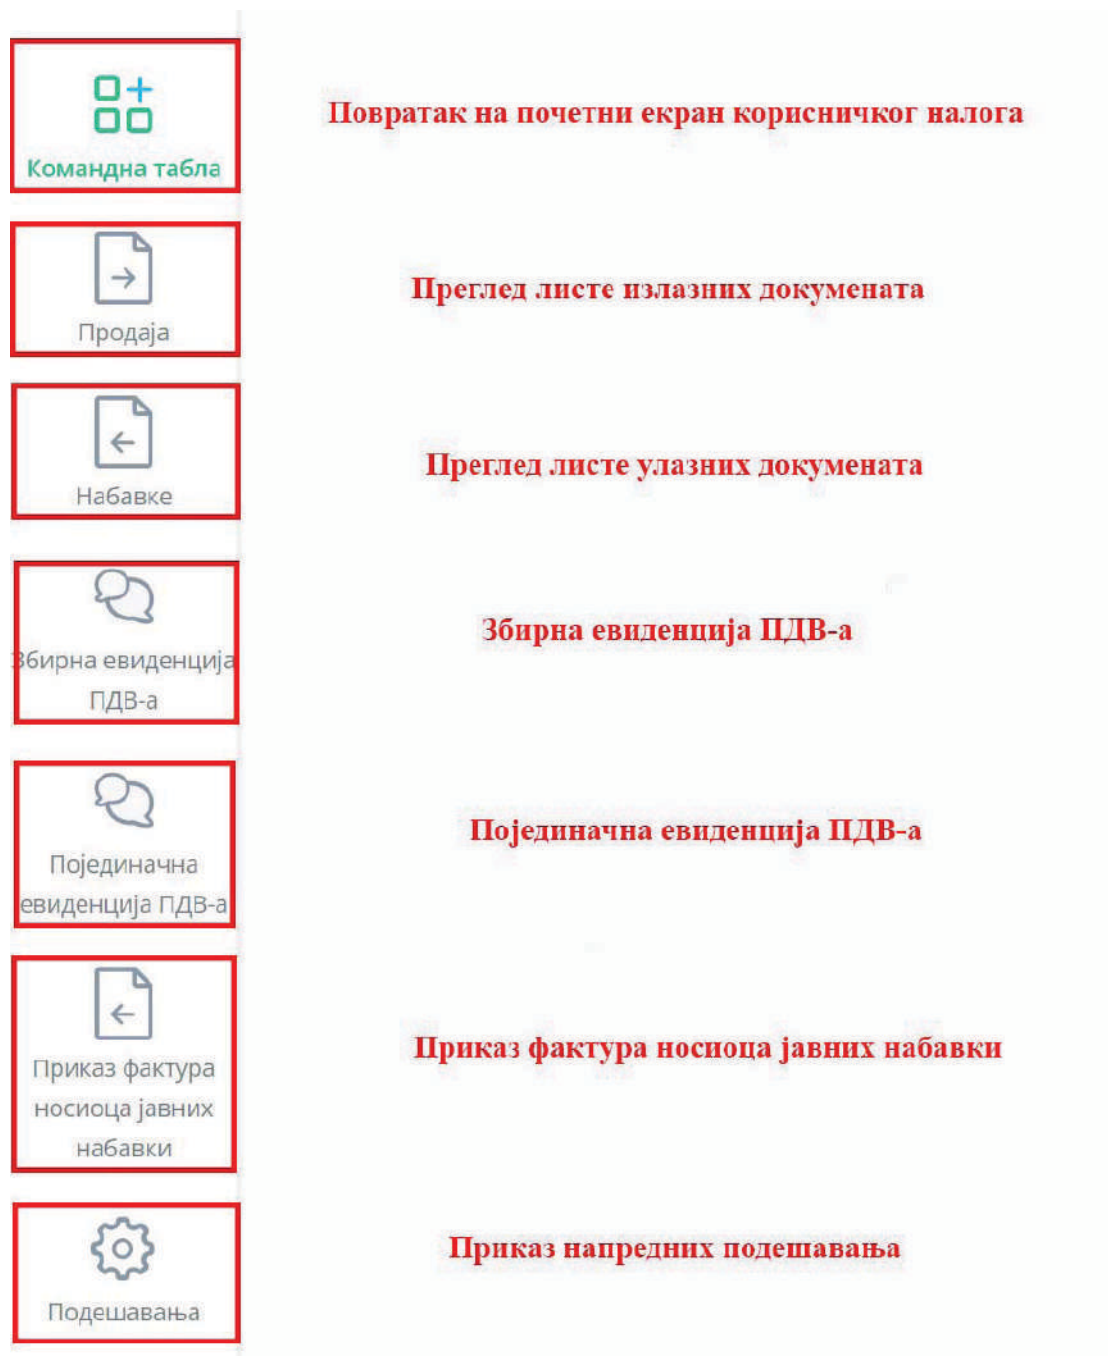 Командна табла
Повратак на почетни екран корисничког налога
Продаја
Преглед листе излазних докумената
Набавке
Преглед листе улазних докумената
Збирна евиденција
ПДВ-а
Збирна евиденција ПДВ-а
Појединачна
евиденција ПДВ-а
Појединачна евиденција ПДВ-а
Приказ фактура
носиоца јавних
набавки
Приказ фактура носиоца јавних набавки
Подешавања
Приказ напредних подешавања